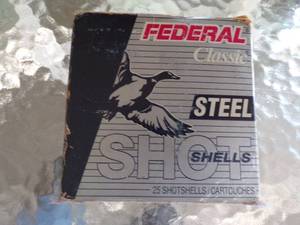 FEDERAL
Classic
STEEL
SHOT
SHELLS
25 SHOTSHELLS/CARTOUCHES